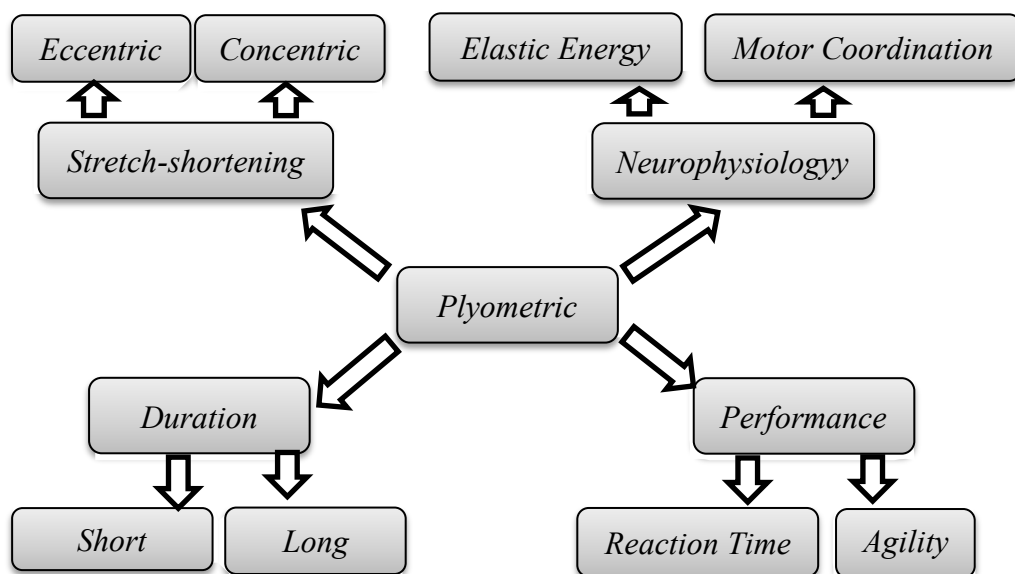 Eccentric
Concentric
Elastic Energy
Motor Coordination
Stretch-shortening
Neurophysiologyy
Plyometric
Duration
Performance
Short
Long
Reaction Time
Agility